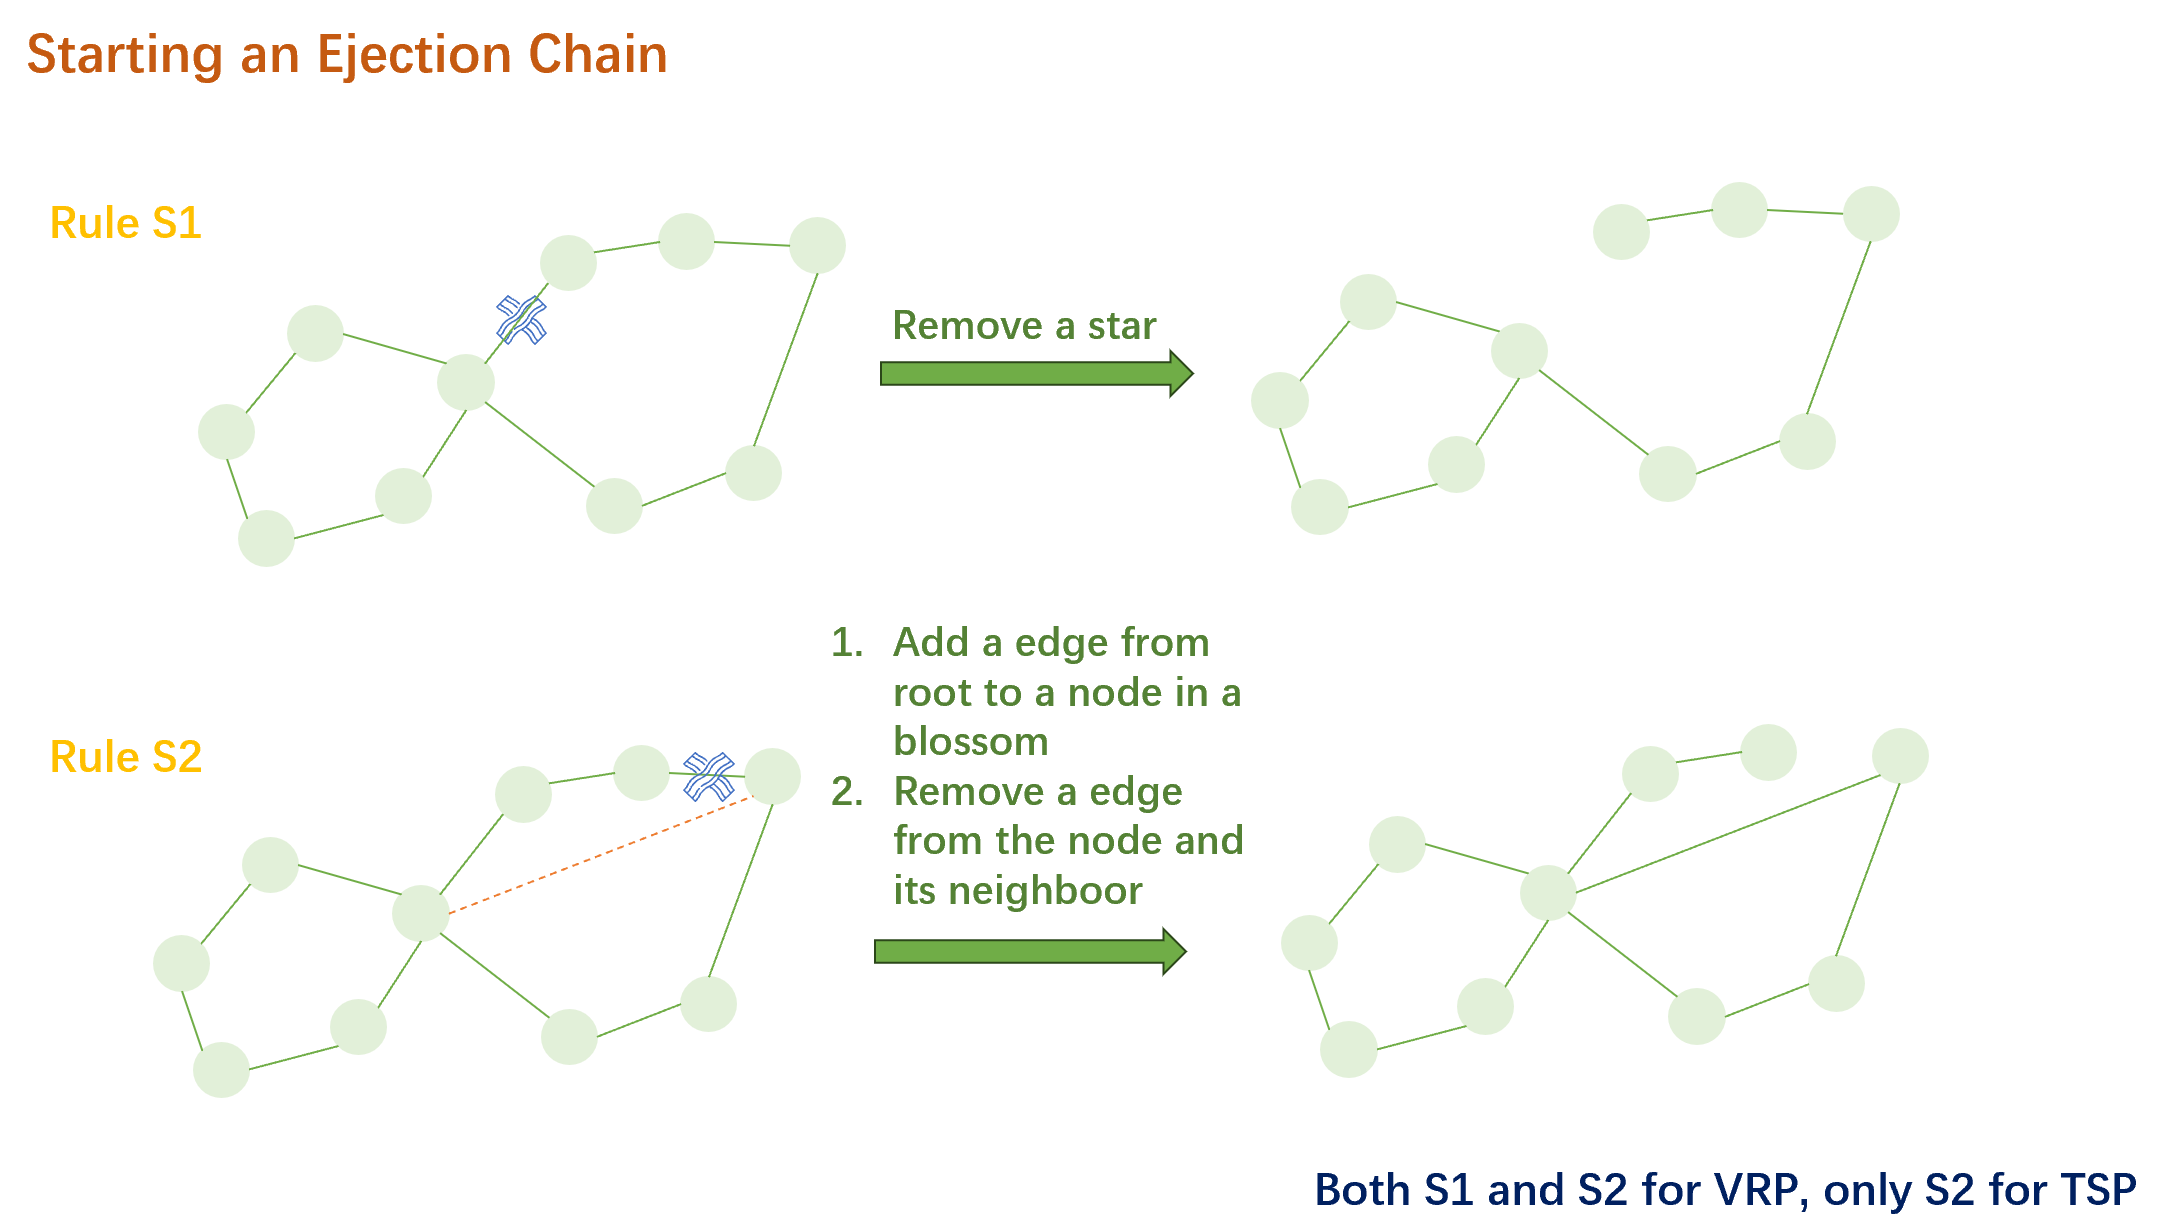 Starting an Ejection Chain
Rule S1
Remove a star
Rule S2
1. Add a edge from
root to a node in a
blossom
2. Remove a edge
from the node and
its neighboor
Both S1 and S2 for VRP, only S2 for TSP